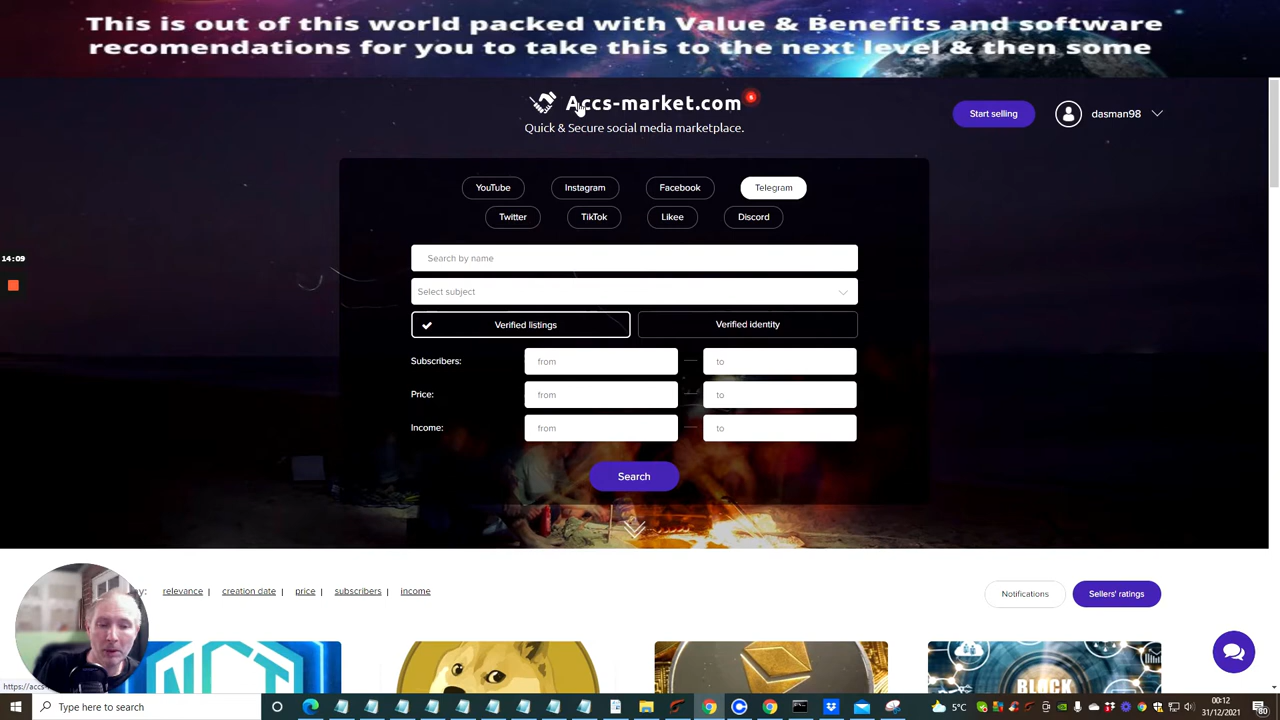 This is out of this world packed with Value & Benefits and software
recomendations for you to take this to the next level & then some
Accs-market.com
Quick & Secure social media marketplace.
Start selling
dasman98
YouTube
Instagram
Facebook
Telegram
Twitter
TikTok
Likee
Discord
14:09
Search by name
Select subject
Verified listings
Verified identity
Subscribers:
from
to
Price:
from
to
Income:
from
to
Search
relevance |
creation date |
price |
subscribers |
income
Notifications
Sellers' ratings
BLOCK
Type here to search
5°C
00:12
31/12/2021